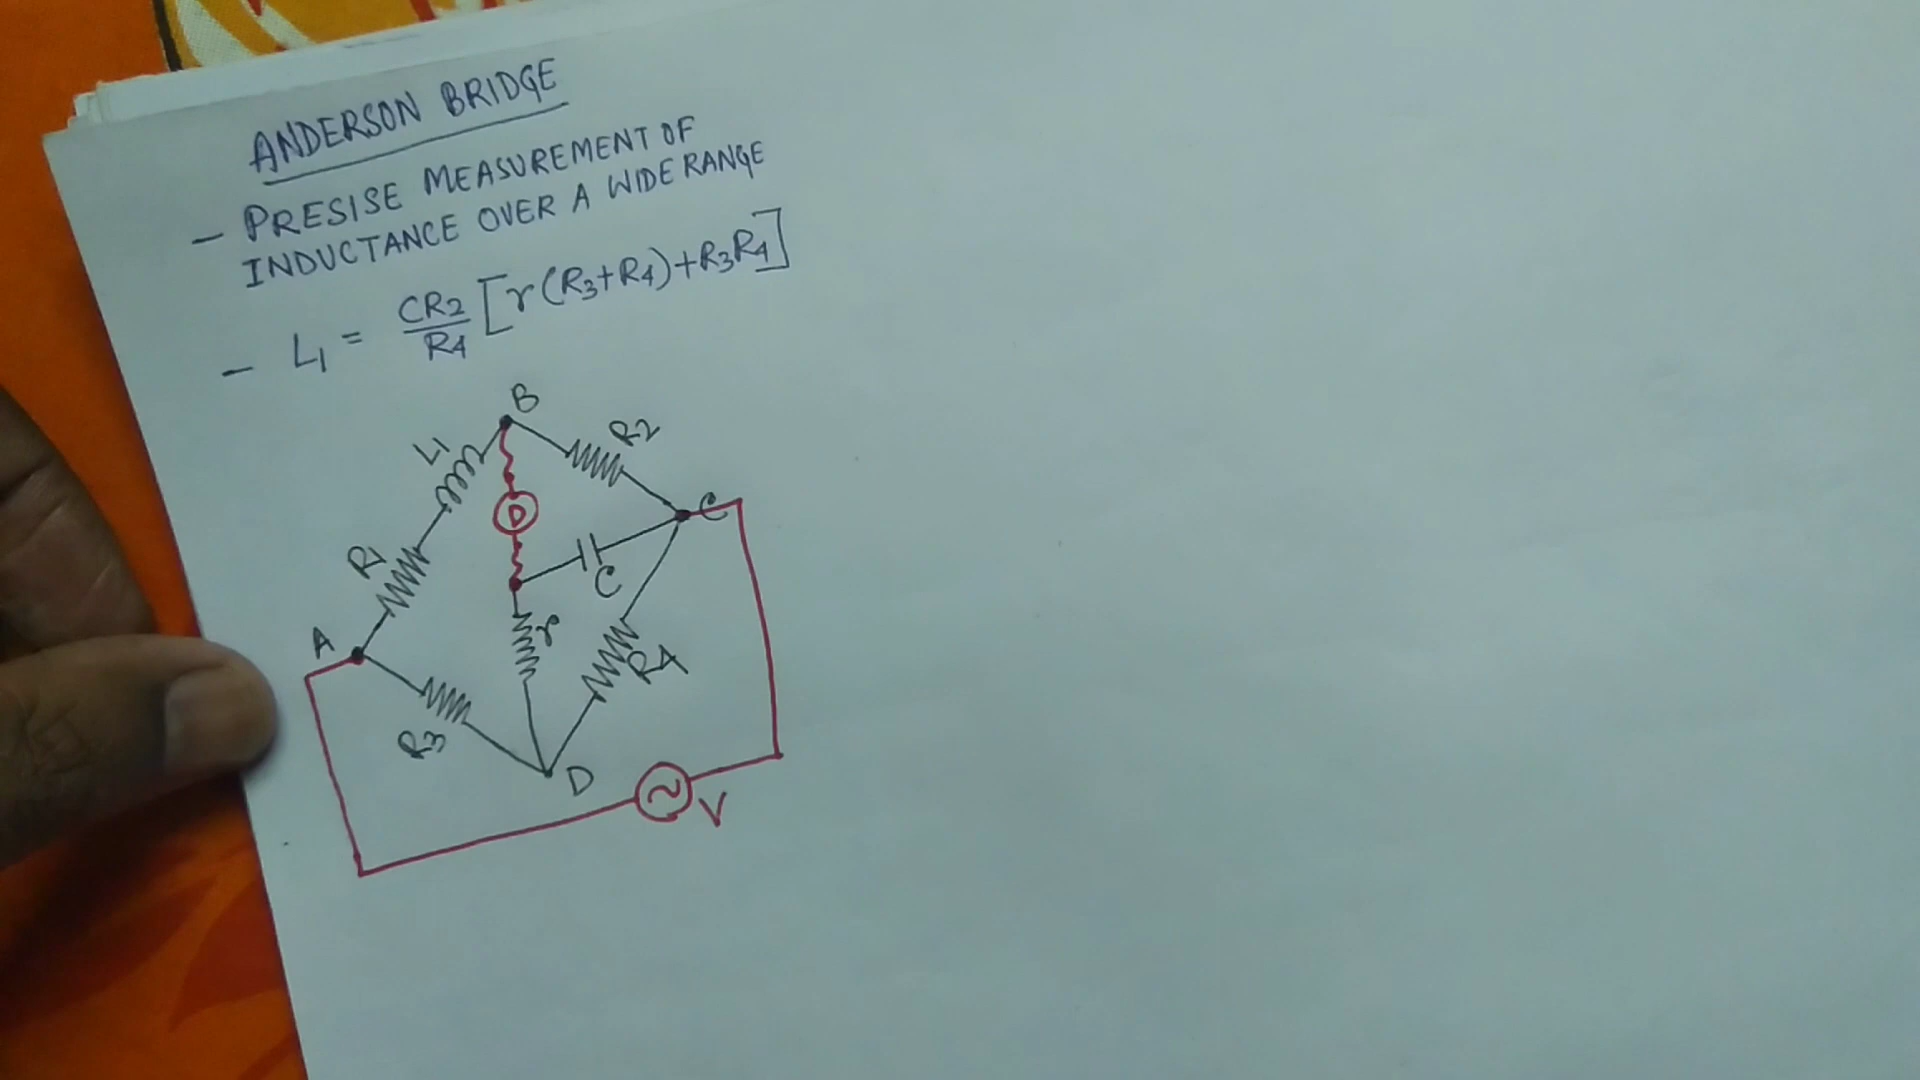 ANDERSON BRIDGE
- PRESISE MEASUREMENT OF
INDUCTANCE OVER A WIDE RANGE
- L1 = CR2/R4 [r(R3+R4)+R3R4]
B
L1
R2
D
C
R1
C
r
A
R4
R3
D
V